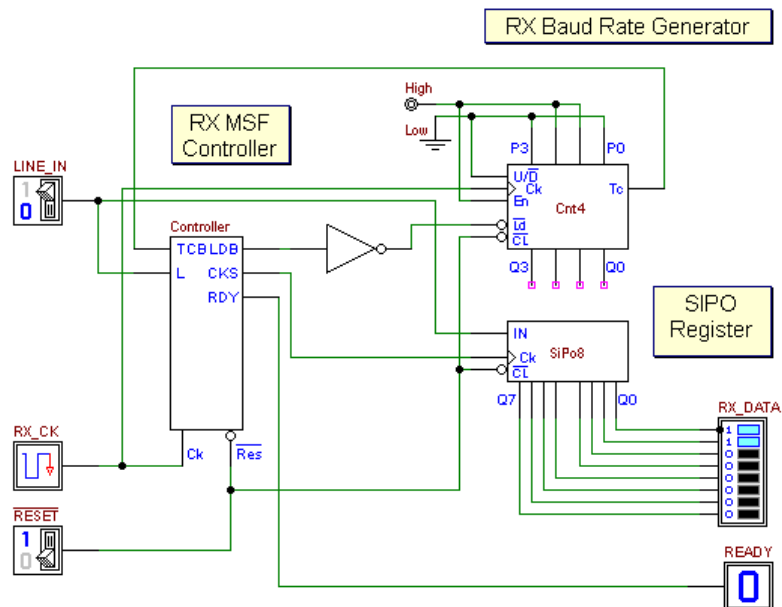 RX Baud Rate Generator
High
RX MSF
Controller
Low
P3
P0
LINE_IN
1
0
U/D
Ck
En
Tc
Cnt4
Ld
CL
Controller
TCB
LDB
L
CKS
RDY
Q3
Q0
SIPO
Register
IN
Ck
CL
SiPo8
Q7
Q0
RX_DATA
1
1
0
0
0
0
0
0
RX_CK
Ck
Res
RESET
1
0
READY
0